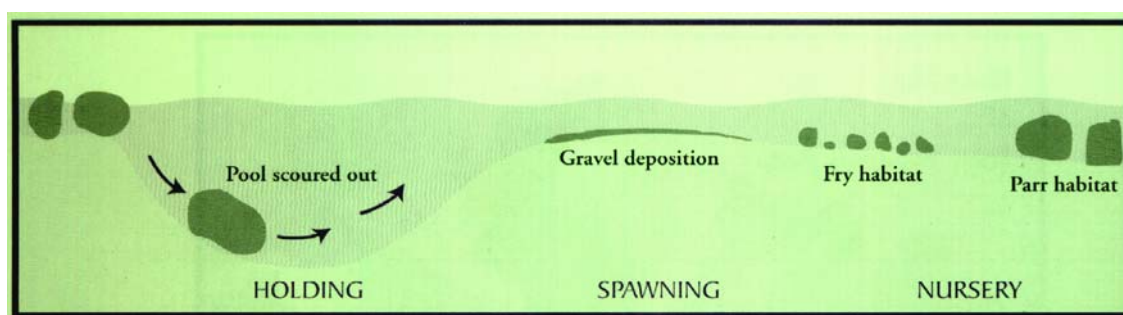 Pool scoured out
Gravel deposition
Fry habitat
Parr habitat
HOLDING
SPAWNING
NURSERY